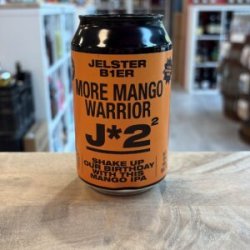 JELSTER
B1ER
"MORE MANGO
WARRIOR
J*2²
SHAKE UP
OUR BIRTHDAY
WITH THIS
MANGO IPA